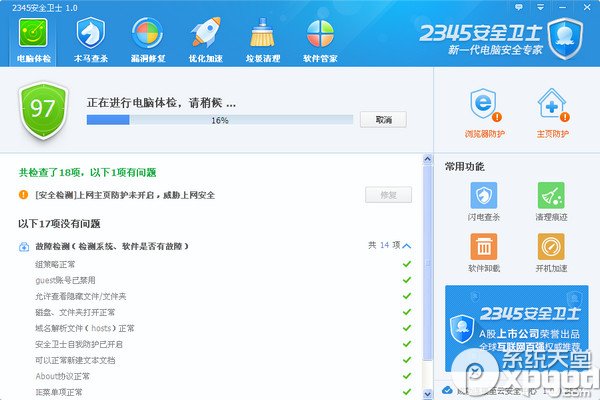 2345安全卫士 1.0
电脑体检
木马查杀
漏洞修复
优化加速
垃圾清理
软件管家
2345安全卫士
新一代电脑安全专家
97
正在进行电脑体检，请稍候 ...
16%
取消
浏览器防护
主页防护
共检查了18项，以下1项有问题
[安全检测]上网主页防护未开启，威胁上网安全
修复
以下17项没有问题
故障检测（检测系统、软件是否有故障）
共 14 项
组策略正常
guest账号已禁用
允许查看隐藏文件/文件夹
磁盘、文件夹打开正常
域名解析文件（hosts）正常
安全卫士自我防护已开启
可以正常新建文本文档
About协议正常
IE菜单项正常
常用功能
闪电查杀
清理痕迹
软件卸载
开机加速
2345安全卫士
A股上市公司荣誉出品
全球互联网百强权威推荐
系统天堂